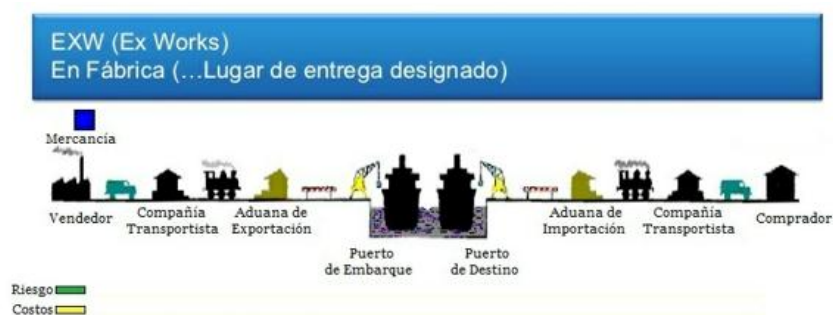 EXW (Ex Works)
En Fábrica (...Lugar de entrega designado)
Mercancía
Vendedor
Compañía
Transportista
Aduana de
Exportación
Puerto
de Embarque
Puerto
de Destino
Aduana de
Importación
Compañía
Transportista
Comprador
Riesgo
Costos